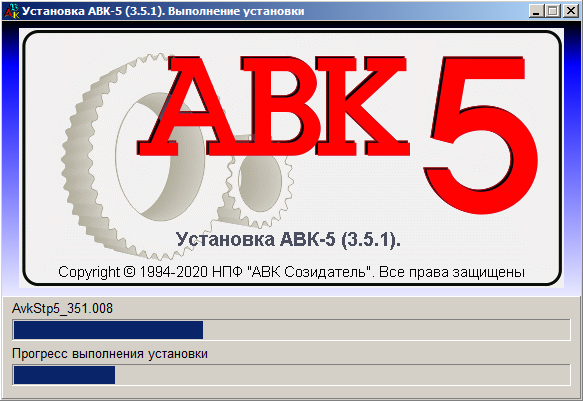 Установка АВК-5 (3.5.1). Выполнение установки
АВК 5
Установка АВК-5 (3.5.1).
Copyright © 1994-2020 НПФ "АВК Созидатель". Все права защищены
AvkStp5_351.008
Прогресс выполнения установки